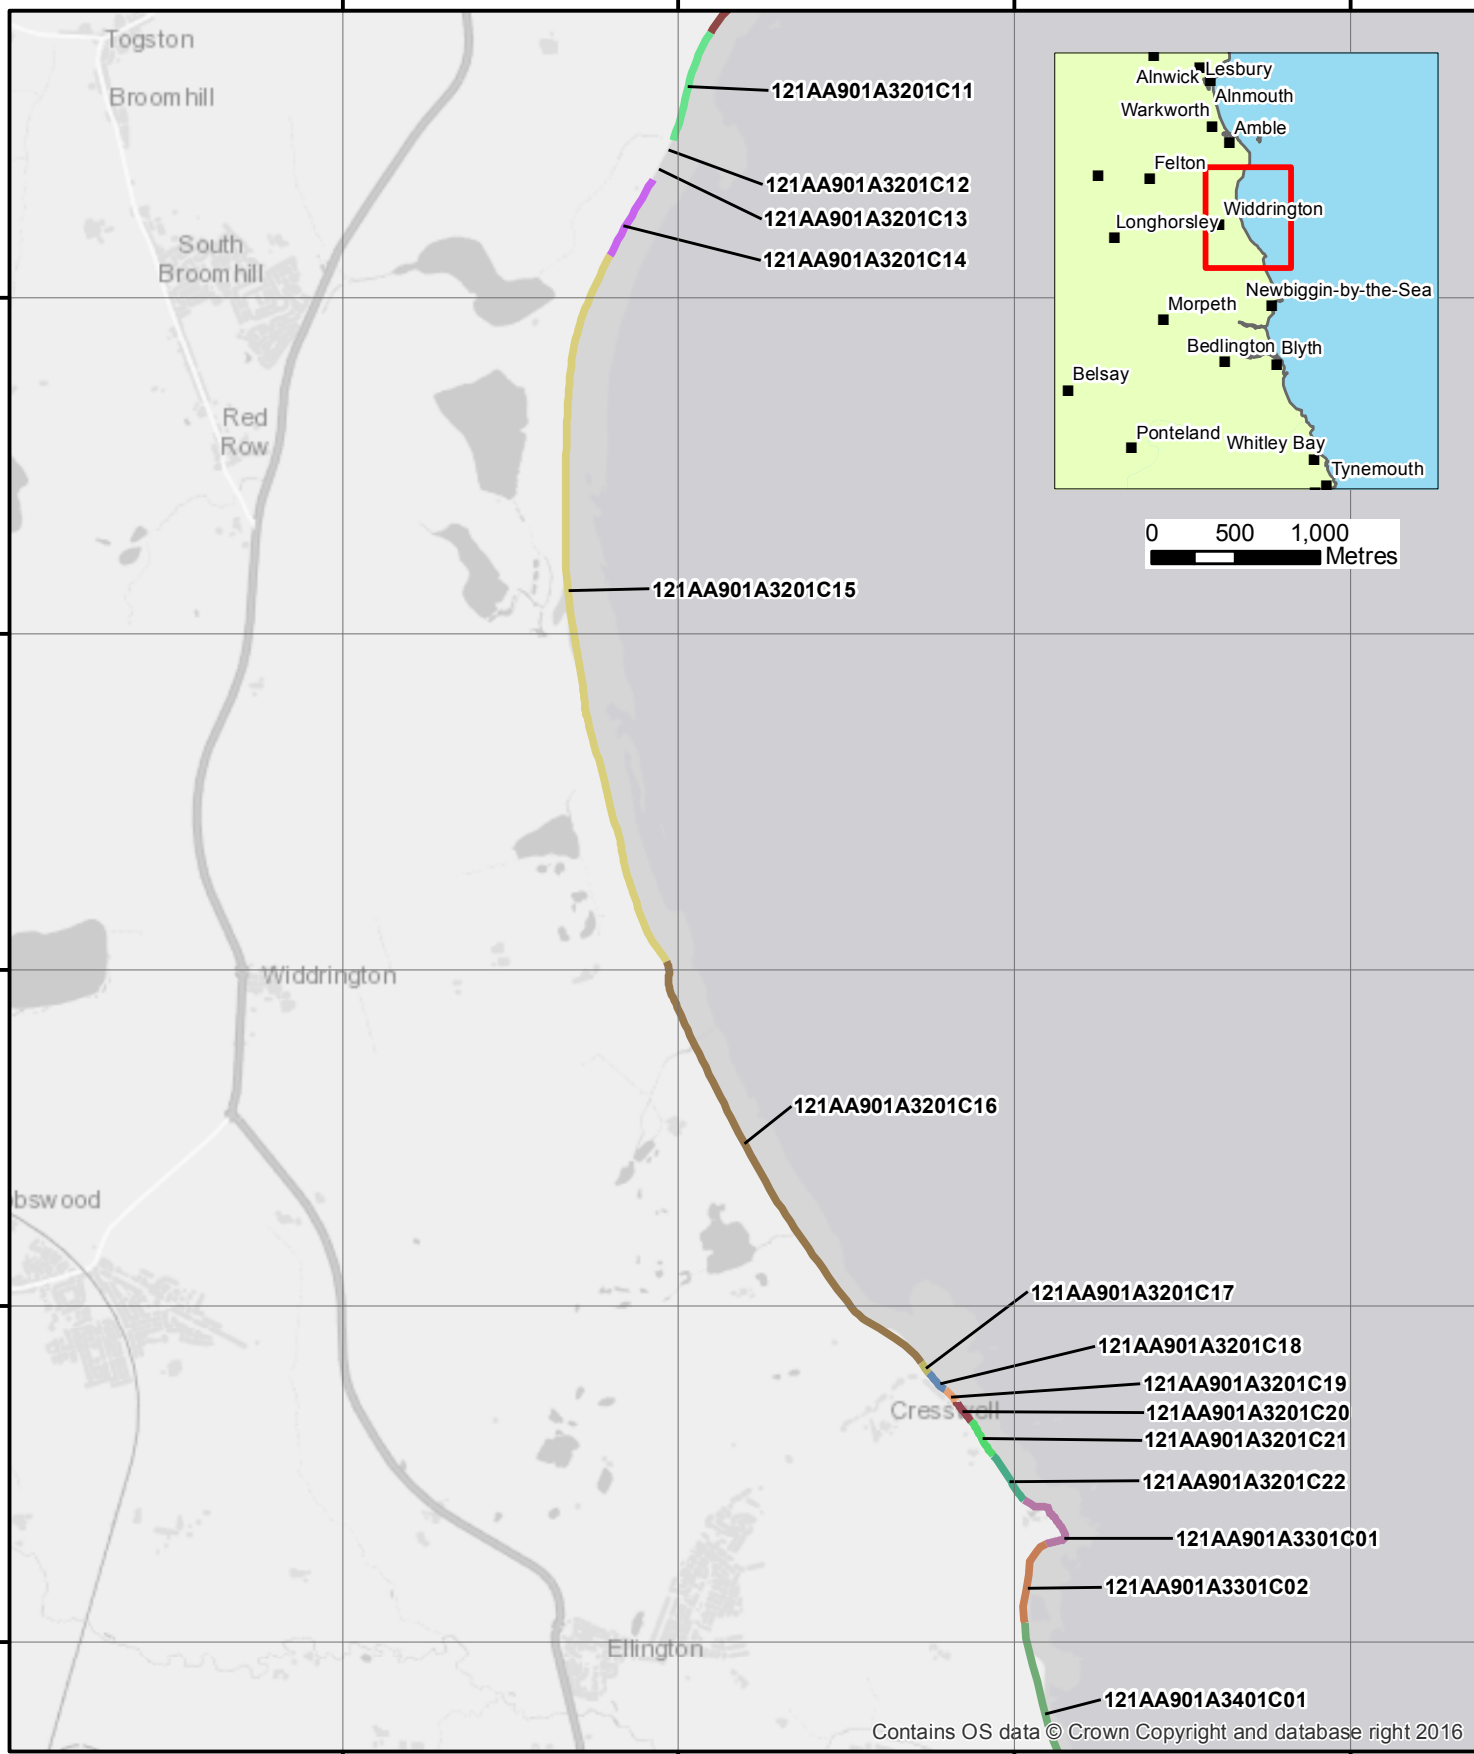 Togston
Broomhill
South
Broomhill
Red
Row
Widdrington
bswood
Cresswell
Ellington
121AA901A3201C11
121AA901A3201C12
121AA901A3201C13
121AA901A3201C14
121AA901A3201C15
121AA901A3201C16
121AA901A3201C17
121AA901A3201C18
121AA901A3201C19
121AA901A3201C20
121AA901A3201C21
121AA901A3201C22
121AA901A3301C01
121AA901A3301C02
121AA901A3401C01
Alnwick
Lesbury
Alnmouth
Warkworth
Amble
Felton
Widdrington
Longhorsley
Newbiggin-by-the-Sea
Morpeth
Bedlington
Blyth
Belsay
Ponteland
Whitley Bay
Tynemouth
0 500 1,000
Metres
Contains OS data © Crown Copyright and database right 2016